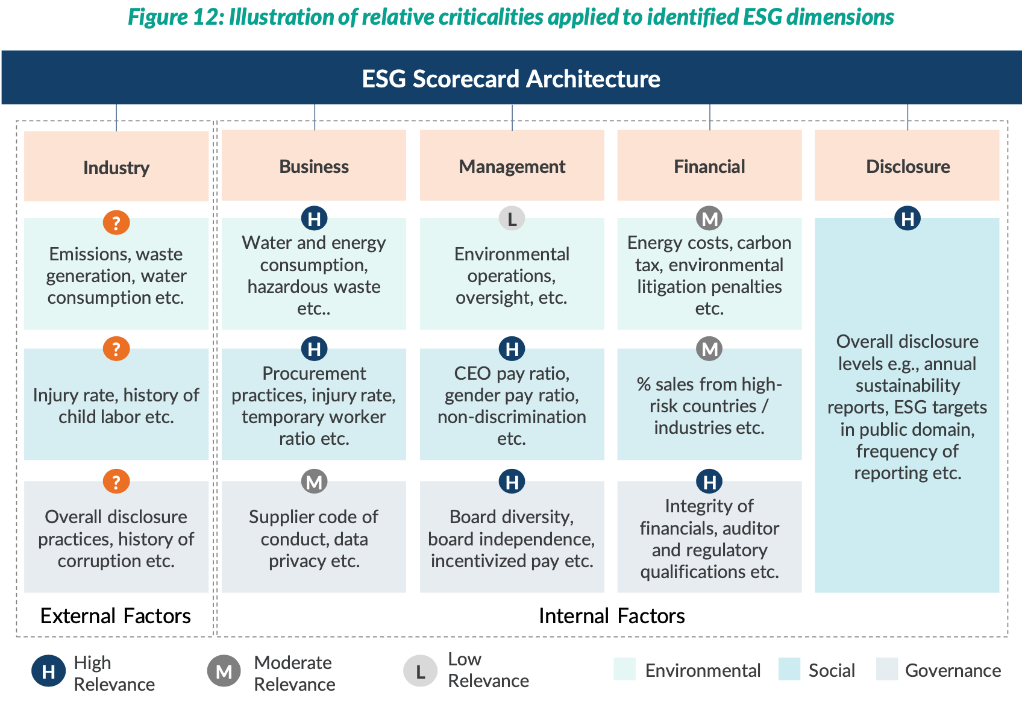 Figure 12: Illustration of relative criticalities applied to identified ESG dimensions
ESG Scorecard Architecture
Industry
Business
Management
Financial
Disclosure
?
H
L
M
H
Emissions, waste
generation, water
consumption etc.
Water and energy
consumption,
hazardous waste
etc..
Environmental
operations,
oversight, etc.
Energy costs, carbon
tax, environmental
litigation penalties
etc.
?
H
H
M
Injury rate, history of
child labor etc.
Procurement
practices, injury rate,
temporary worker
ratio etc.
CEO pay ratio,
gender pay ratio,
non-discrimination
etc.
% sales from high-
risk countries /
industries etc.
Overall disclosure
levels e.g., annual
sustainability
reports, ESG targets
in public domain,
frequency of
reporting etc.
?
M
H
H
Overall disclosure
practices, history of
corruption etc.
Supplier code of
conduct, data
privacy etc.
Board diversity,
board independence,
incentivized pay etc.
Integrity of
financials, auditor
and regulatory
qualifications etc.
External Factors
Internal Factors
H
High
Relevance
M
Moderate
Relevance
L
Low
Relevance
Environmental
Social
Governance